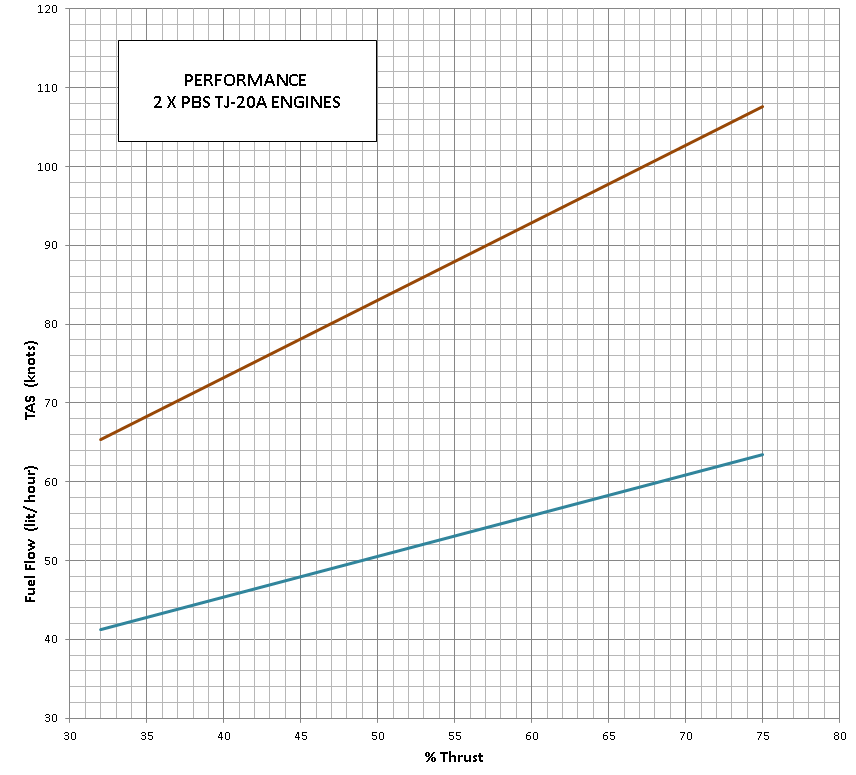 120
110
100
90
80
70
60
50
40
30
PERFORMANCE
2 X PBS TJ-20A ENGINES
TAS (knots)
Fuel Flow (lit/ hour)
30 35 40 45 50 55 60 65 70 75 80
% Thrust